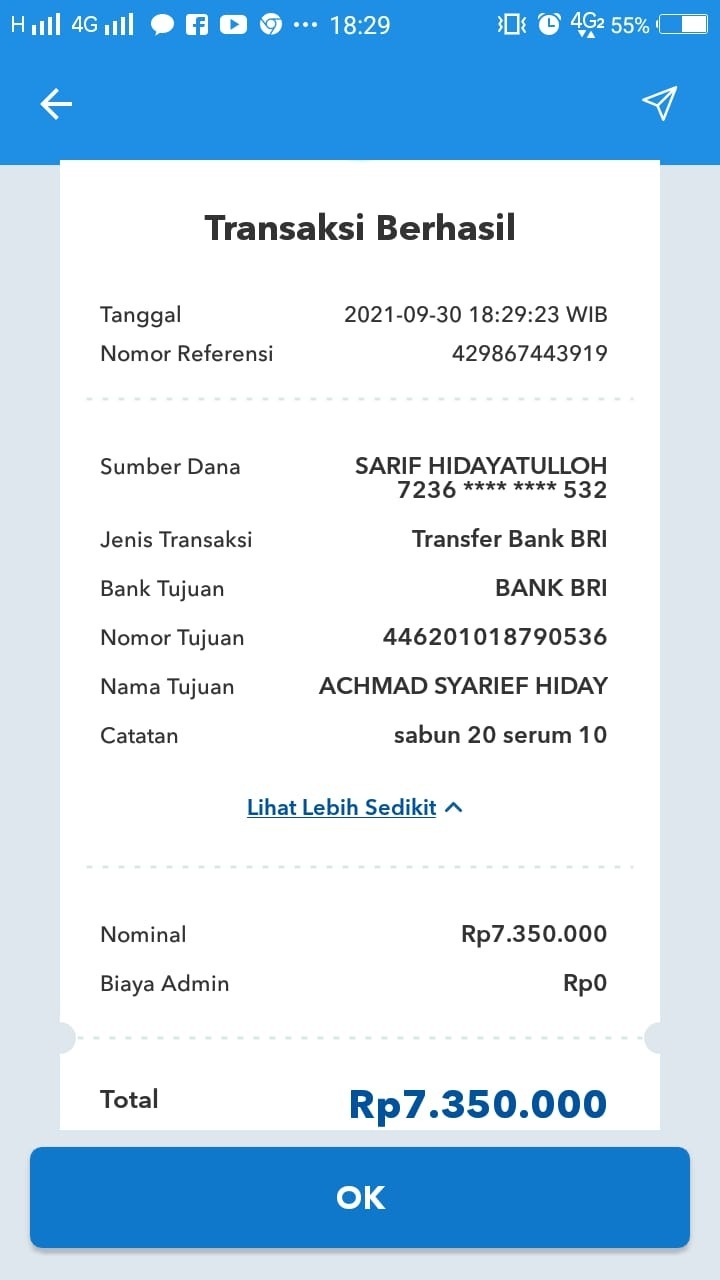 H 4G 18:29 4G2 55%
Transaksi Berhasil
Tanggal 2021-09-30 18:29:23 WIB
Nomor Referensi 429867443919
Sumber Dana SARIF HIDAYATULLOH
7236 **** **** 532
Jenis Transaksi Transfer Bank BRI
Bank Tujuan BANK BRI
Nomor Tujuan 446201018790536
Nama Tujuan ACHMAD SYARIEF HIDAY
Catatan sabun 20 serum 10
Lihat Lebih Sedikit
Nominal Rp7.350.000
Biaya Admin Rp0
Total Rp7.350.000
OK